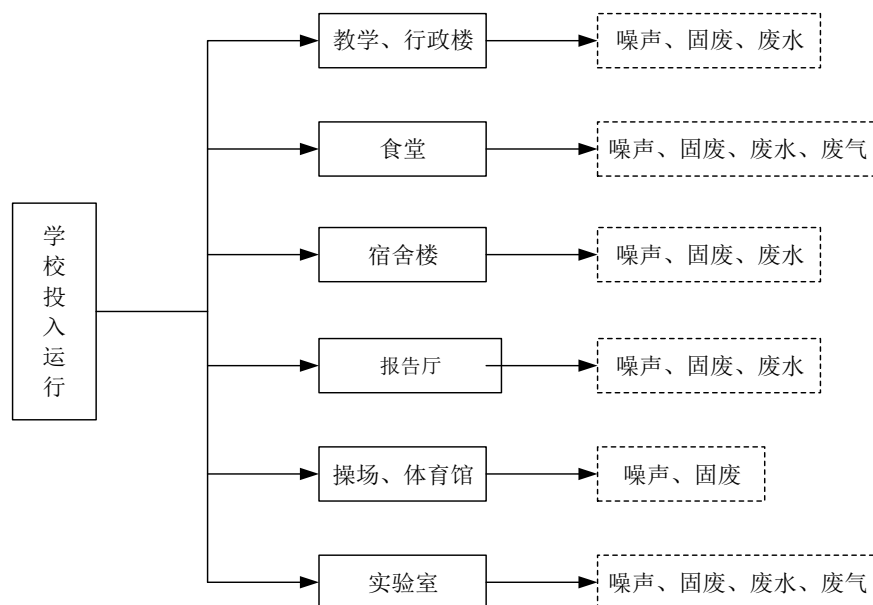 教学、行政楼
噪声、固废、废水
食堂
噪声、固废、废水、废气
学校投入运行
宿舍楼
噪声、固废、废水
报告厅
噪声、固废、废水
操场、体育馆
噪声、固废
实验室
噪声、固废、废水、废气